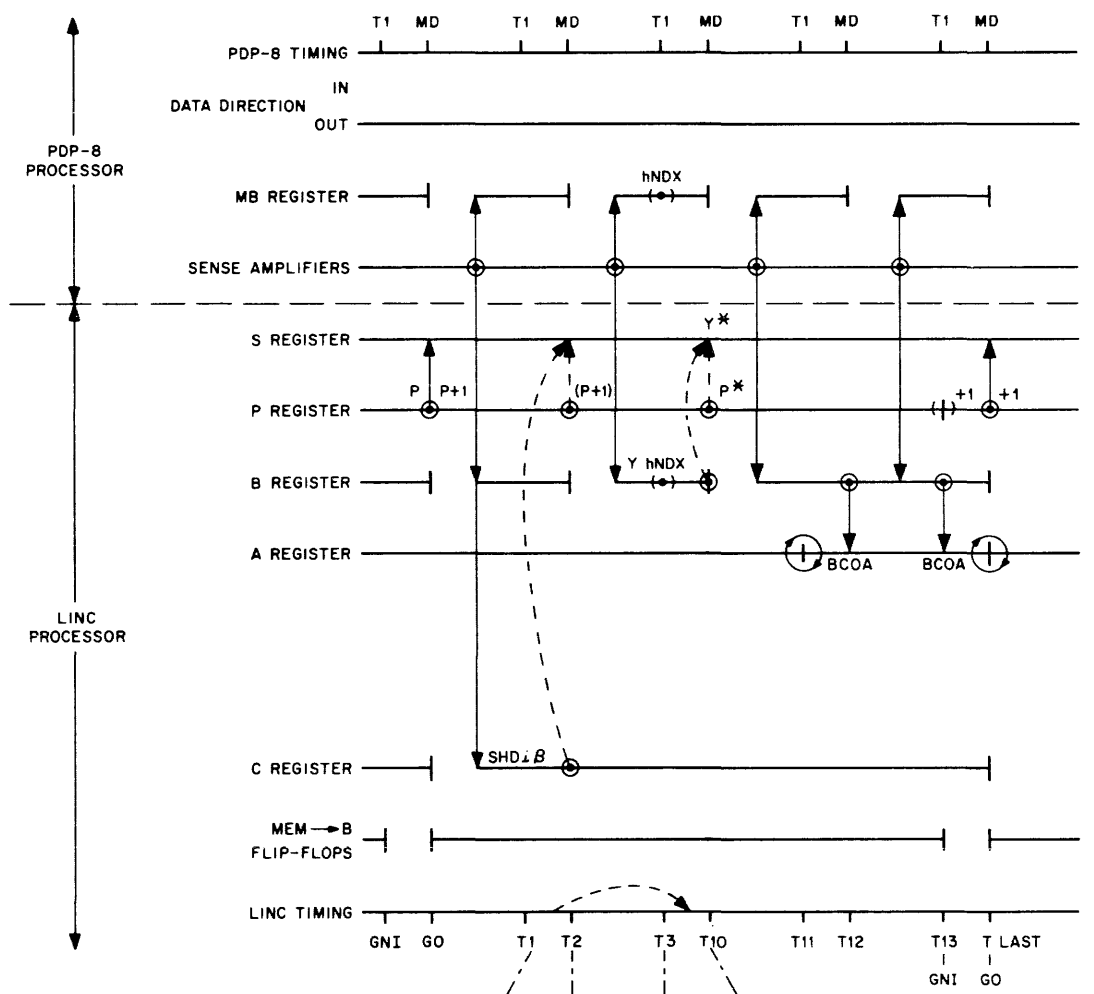 T1 MD T1 MD T1 MD T1 MD T1 MD
PDP-8 TIMING
IN
DATA DIRECTION
OUT
PDP-8
PROCESSOR
hNDX
MB REGISTER
SENSE AMPLIFIERS
Y*
S REGISTER
P P+1 (P+1) P* +1 +1
P REGISTER
Y hNDX
B REGISTER
A REGISTER
BCOA BCOA
LINC
PROCESSOR
SHDiβ
C REGISTER
MEM → B
FLIP-FLOPS
LINC TIMING
GNI GO T1 T2 T3 T10 T11 T12 T13 T LAST
GNI GO